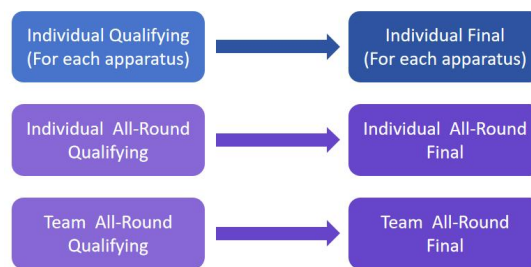 Individual Qualifying
(For each apparatus)
Individual Final
(For each apparatus)
Individual All-Round
Qualifying
Individual All-Round
Final
Team All-Round
Qualifying
Team All-Round
Final